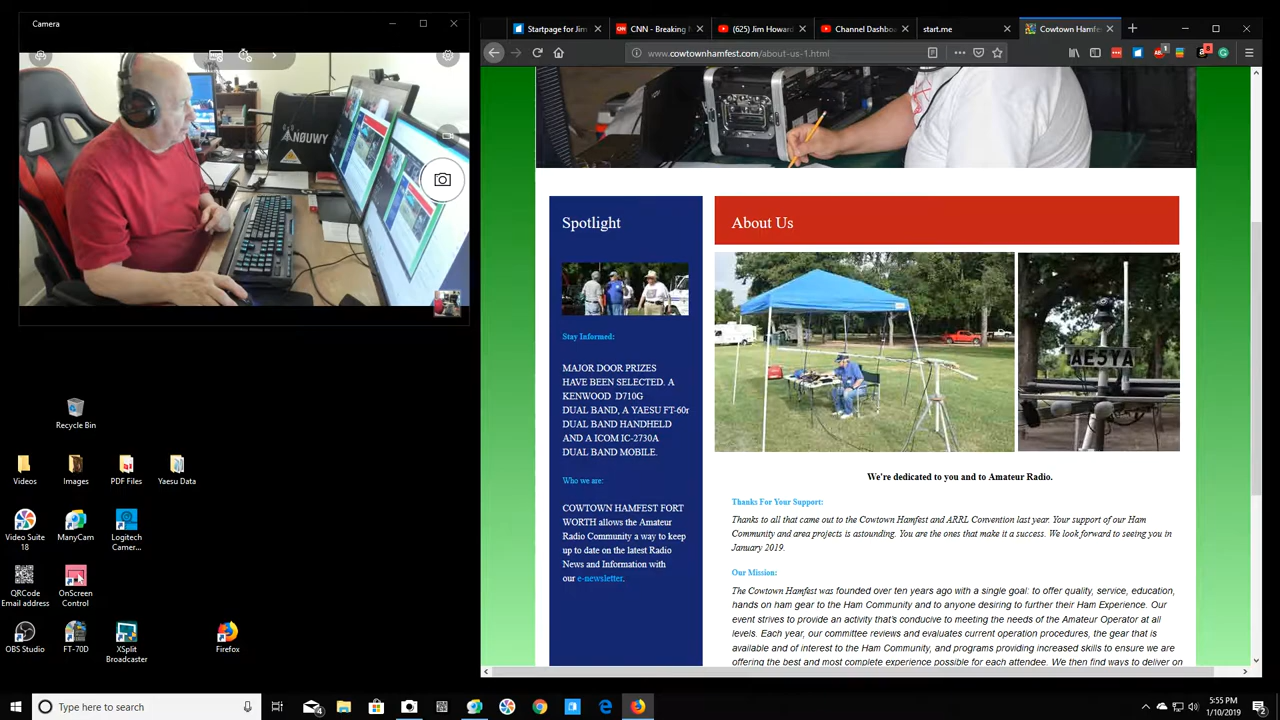 Camera
Startpage for Jim
CNN - Breaking
(625) Jim Howard
Channel Dashboard
start.me
Cowtown Hamfe
www.cowtownhamfest.com/about-us-1.html
1
8
NØUWY
Spotlight
About Us
AE5YA
Stay Informed:
MAJOR DOOR PRIZES
HAVE BEEN SELECTED. A
KENWOOD D710G
DUAL BAND, A YAESU FT-60r
DUAL BAND HANDHELD
AND A ICOM IC-2730A
DUAL BAND MOBILE.
Who we are:
COWTOWN HAMFEST FORT
WORTH allows the Amateur
Radio Community a way to keep
up to date on the latest Radio
News and Information with
our e-newsletter.
We're dedicated to you and to Amateur Radio.
Thanks For Your Support:
Thanks to all that came out to the Cowtown Hamfest and ARRL Convention last year. Your support of our Ham
Community and area projects is astounding. You are the ones that make it a success. We look forward to seeing you in
January 2019.
Our Mission:
The Cowtown Hamfest was founded over ten years ago with a single goal: to offer quality, service, education,
hands on ham gear to the Ham Community and to anyone desiring to further their Ham Experience. Our
event strives to provide an activity that's conducive to meeting the needs of the Amateur Operator at all
levels. Each year, our committee reviews and evaluates current operation procedures, the gear that is
available and of interest to the Ham Community, and programs providing increased skills to ensure we are
offering the best and most complete experience possible for each attendee. We then find ways to deliver on
Recycle Bin
Videos
Images
PDF Files
Yaesu Data
Video Suite
18
ManyCam
Logitech
Camer...
QRCode
Email address
OnScreen
Control
OBS Studio
FT-70D
XSplit
Broadcaster
Firefox
Type here to search
5:55 PM
1/10/2019
2